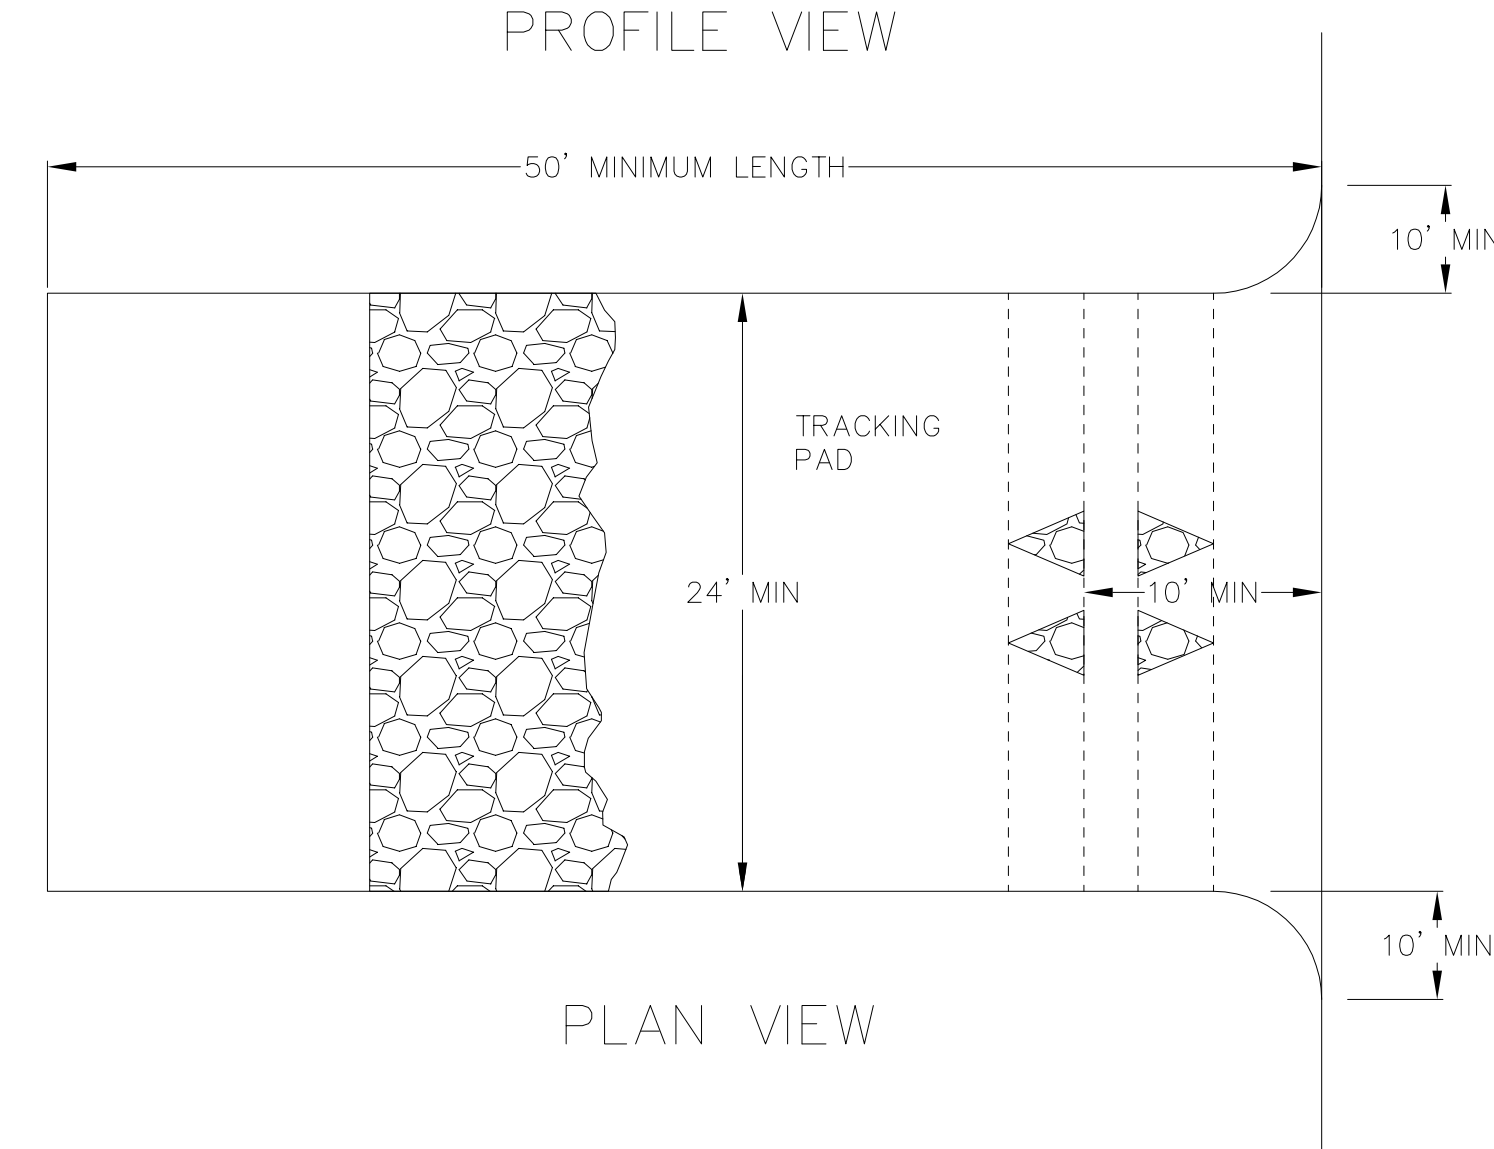 PROFILE VIEW
50' MINIMUM LENGTH
10' MIN
TRACKING
PAD
24' MIN
10' MIN
10' MIN
PLAN VIEW